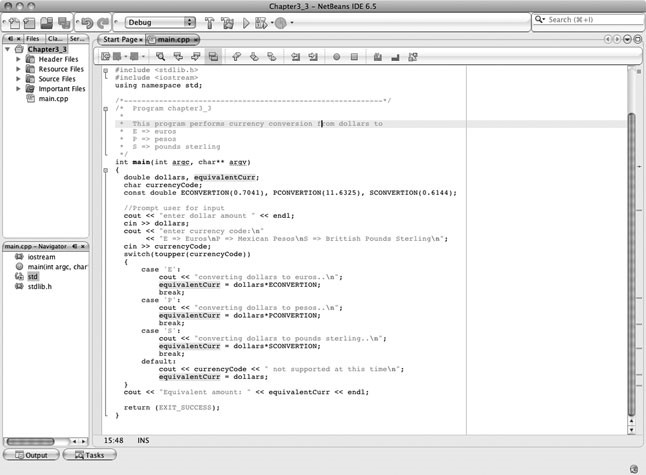 Chapter3_3 - NetBeans IDE 6.5
Debug
Search (⌘+I)
Files
Cla...
Ser...
Start Page
main.cpp
Chapter3_3
Header Files
Resource Files
Source Files
Important Files
main.cpp
main.cpp - Navigator
iostream
main(int argc, char
std
stdlib.h
#include <stdlib.h>
#include <iostream>
using namespace std;
/*------------------------------------------------------------*/
/*  Program chapter3_3
*
*  This program performs currency conversion from dollars to
*  E => euros
*  P => pesos
*  S => pounds sterling
*/
int main(int argc, char** argv)
{
double dollars, equivalentCurr;
char currencyCode;
const double ECONVERTION(0.7041), PCONVERTION(11.6325), SCONVERTION(0.6144);
//Prompt user for input
cout << "enter dollar amount " << endl;
cin >> dollars;
cout << "enter currency code:\n"
<< "E => Euros\nP => Mexican Pesos\nS => Brittish Pounds Sterling\n";
cin >> currencyCode;
switch(toupper(currencyCode))
{
case 'E':
cout << "converting dollars to euros..\n";
equivalentCurr = dollars*ECONVERTION;
break;
case 'P':
cout << "converting dollars to pesos..\n";
equivalentCurr = dollars*PCONVERTION;
break;
case 'S':
cout << "converting dollars to pounds sterling..\n";
equivalentCurr = dollars*SCONVERTION;
break;
default:
cout << currencyCode << " not supported at this time\n";
equivalentCurr = dollars;
}
cout << "Equivalent amount: " << equivalentCurr << endl;
return (EXIT_SUCCESS);
}
15:48
INS
Output
Tasks